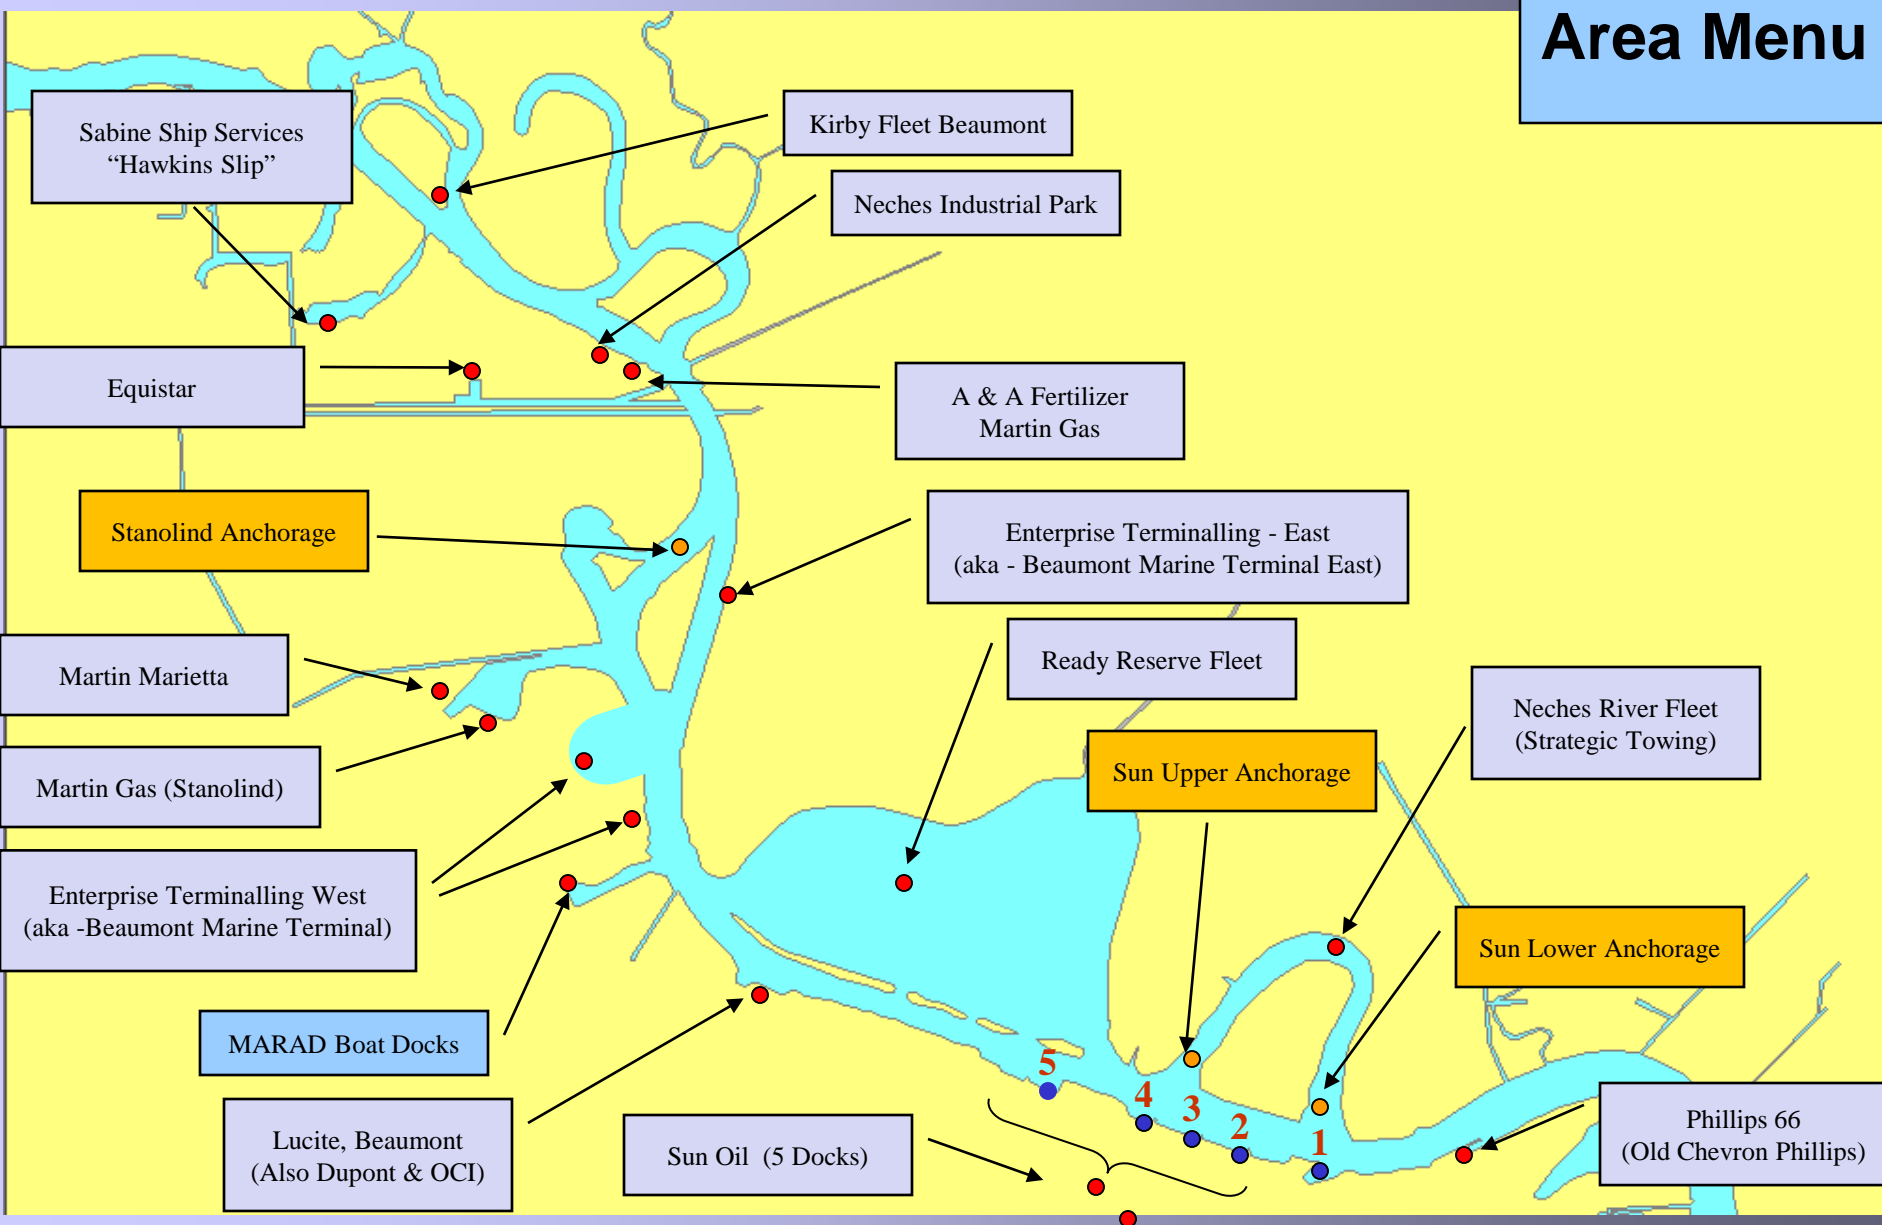 Area Menu
Sabine Ship Services
“Hawkins Slip”
Kirby Fleet Beaumont
Neches Industrial Park
Equistar
A & A Fertilizer
Martin Gas
Stanolind Anchorage
Enterprise Terminalling - East
(aka - Beaumont Marine Terminal East)
Ready Reserve Fleet
Martin Marietta
Neches River Fleet
(Strategic Towing)
Sun Upper Anchorage
Martin Gas (Stanolind)
Enterprise Terminalling West
(aka -Beaumont Marine Terminal)
Sun Lower Anchorage
MARAD Boat Docks
5
4
3
2
1
Lucite, Beaumont
(Also Dupont & OCI)
Sun Oil  (5 Docks)
Phillips 66
(Old Chevron Phillips)